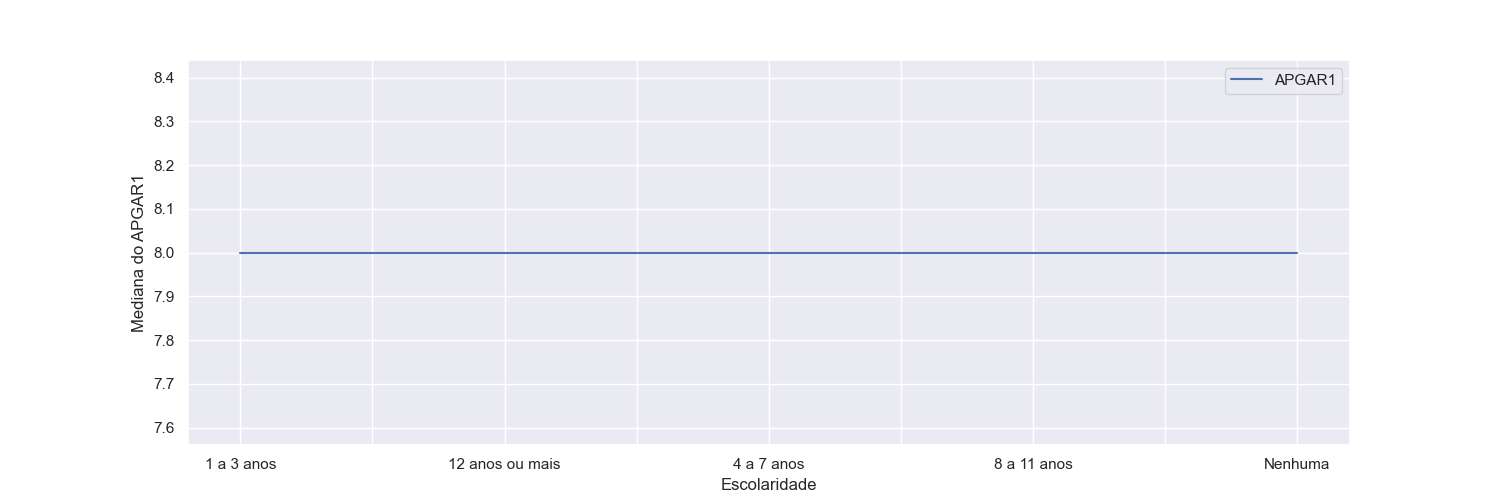 APGAR1
8.4
8.3
8.2
8.1
8.0
7.9
7.8
7.7
7.6
Mediana do APGAR1
1 a 3 anos 12 anos ou mais 4 a 7 anos 8 a 11 anos Nenhuma
Escolaridade